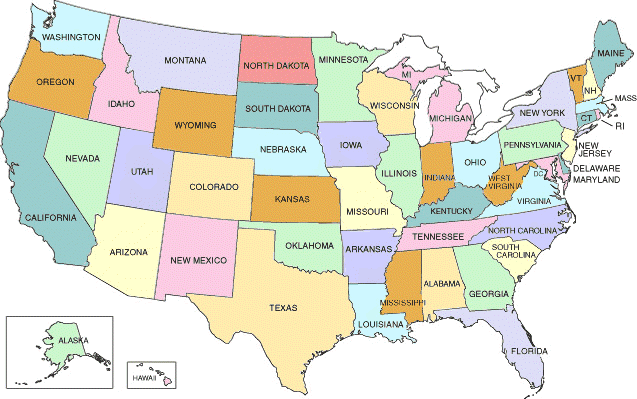 WASHINGTON
MONTANA
NORTH DAKOTA
MINNESOTA
MAINE
OREGON
IDAHO
WYOMING
SOUTH DAKOTA
WISCONSIN
MI
MICHIGAN
VT
NH
MASS
NEW YORK
CT
RI
NEVADA
UTAH
COLORADO
NEBRASKA
IOWA
ILLINOIS
INDIANA
OHIO
PENNSYLVANIA
NEW
JERSEY
DELAWARE
MARYLAND
DC
WEST
VIRGINIA
VIRGINIA
CALIFORNIA
KANSAS
MISSOURI
KENTUCKY
NORTH CAROLINA
TENNESSEE
SOUTH
CAROLINA
ARIZONA
NEW MEXICO
OKLAHOMA
ARKANSAS
TEXAS
LOUISIANA
MISSISSIPPI
ALABAMA
GEORGIA
FLORIDA
ALASKA
HAWAII